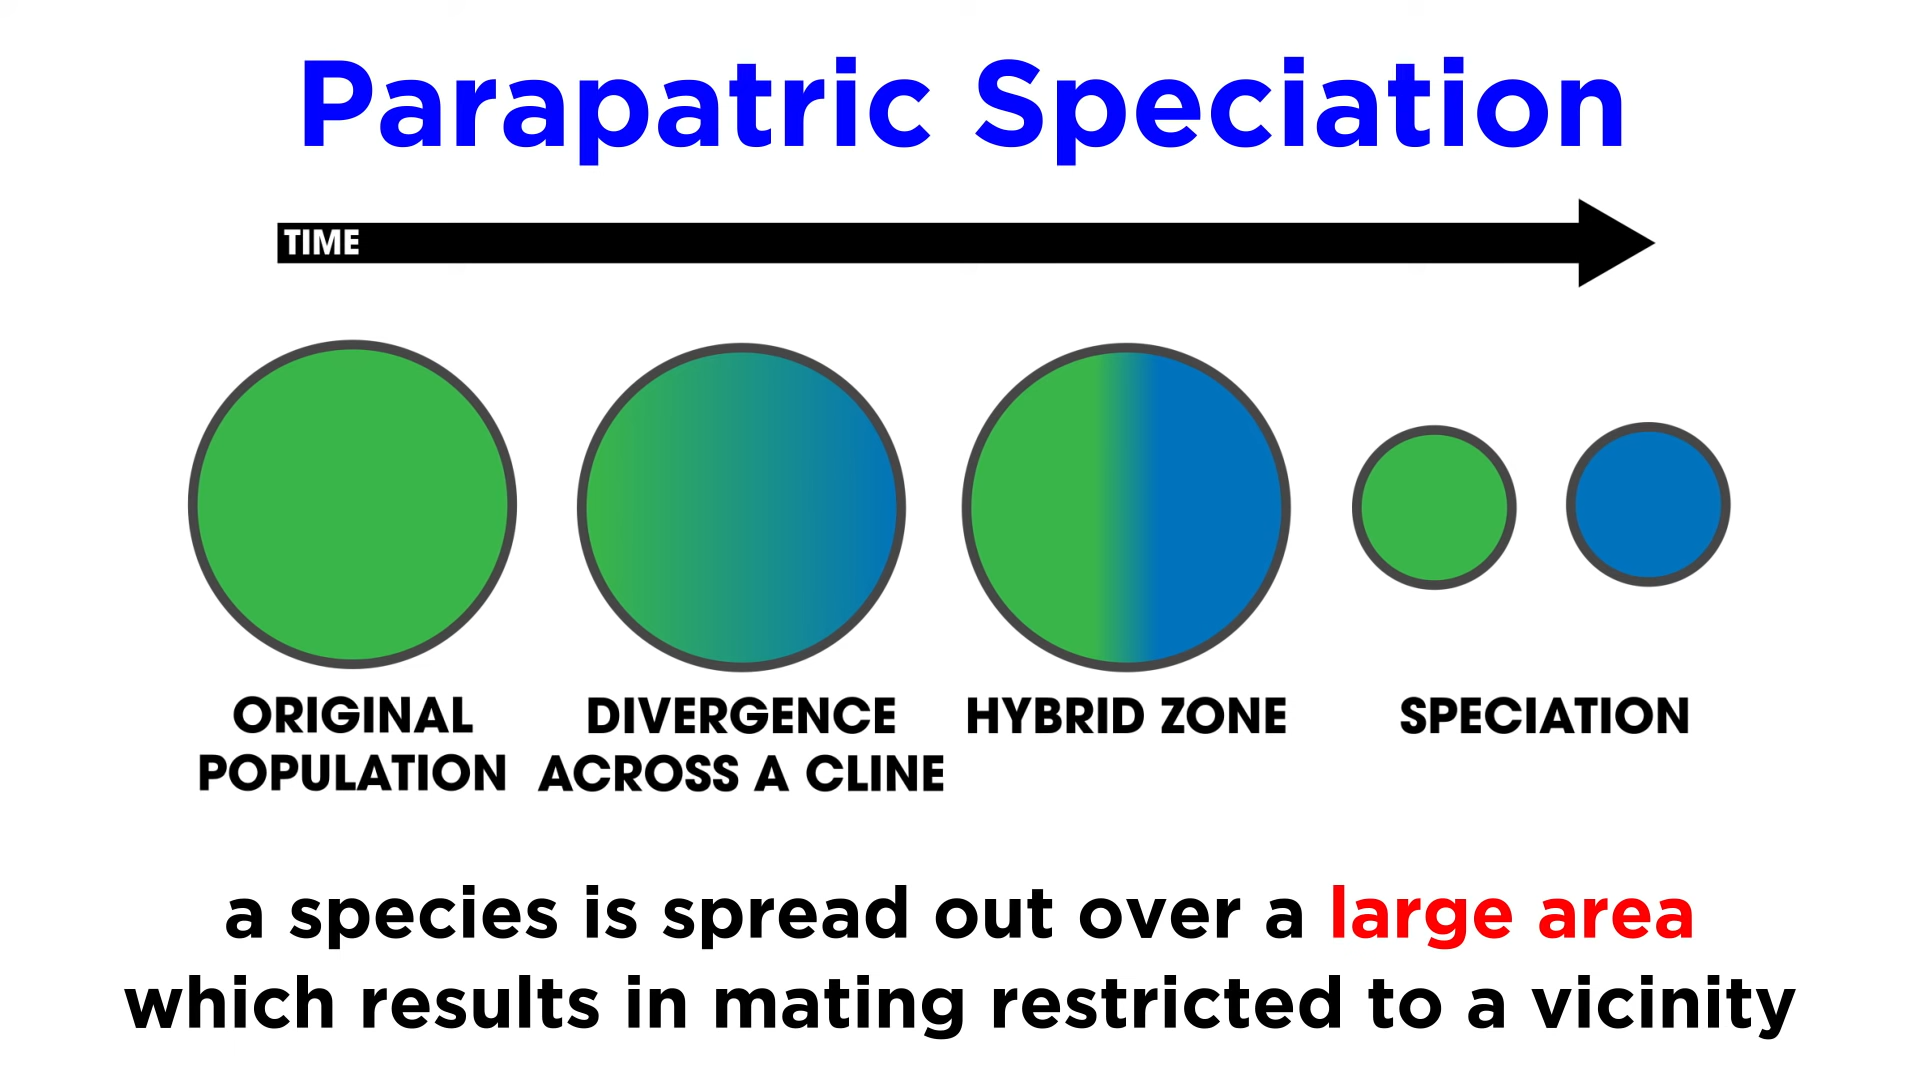 Parapatric Speciation
TIME
ORIGINAL
POPULATION
DIVERGENCE
ACROSS A CLINE
HYBRID ZONE
SPECIATION
a species is spread out over a large area
which results in mating restricted to a vicinity